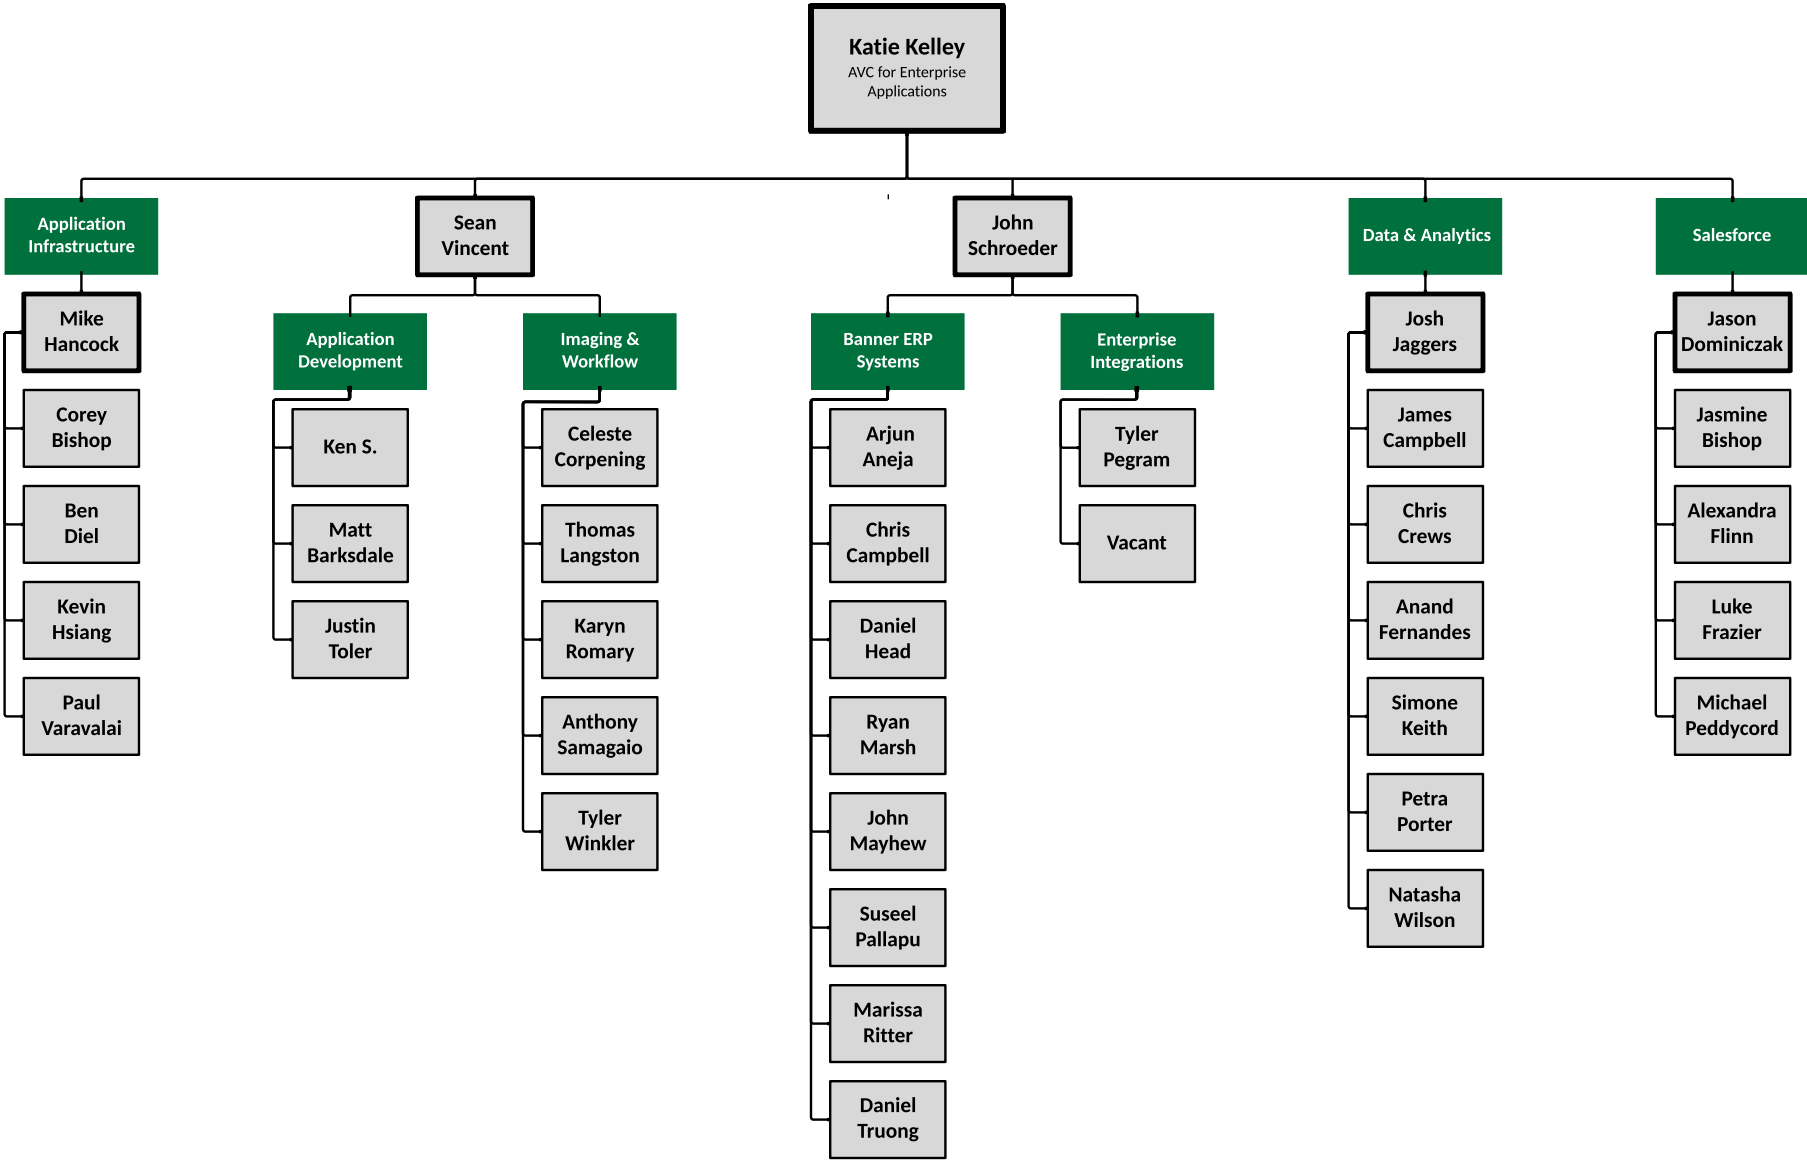 Katie Kelley
AVC for Enterprise
Applications
Application
Infrastructure
Mike
Hancock
Corey
Bishop
Ben
Diel
Kevin
Hsiang
Paul
Varavalai
Sean
Vincent
Application
Development
Ken S.
Matt
Barksdale
Justin
Toler
Imaging &
Workflow
Celeste
Corpening
Thomas
Langston
Karyn
Romary
Anthony
Samagaio
Tyler
Winkler
John
Schroeder
Banner ERP
Systems
Arjun
Aneja
Chris
Campbell
Daniel
Head
Ryan
Marsh
John
Mayhew
Suseel
Pallapu
Marissa
Ritter
Daniel
Truong
Enterprise
Integrations
Tyler
Pegram
Vacant
Data & Analytics
Josh
Jaggers
James
Campbell
Chris
Crews
Anand
Fernandes
Simone
Keith
Petra
Porter
Natasha
Wilson
Salesforce
Jason
Dominiczak
Jasmine
Bishop
Alexandra
Flinn
Luke
Frazier
Michael
Peddycord